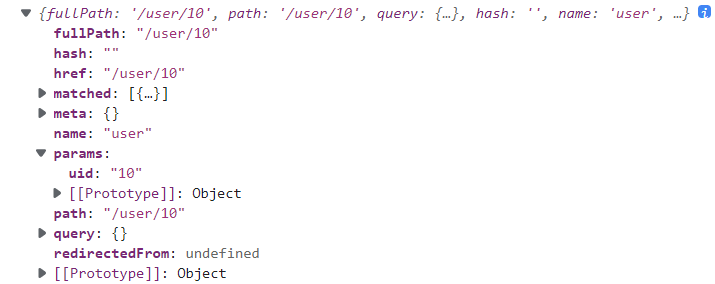 {fullPath: '/user/10', path: '/user/10', query: {…}, hash: '', name: 'user', …} i
fullPath: "/user/10"
hash: ""
href: "/user/10"
matched: [{…}]
meta: {}
name: "user"
params:
uid: "10"
[[Prototype]]: Object
path: "/user/10"
query: {}
redirectedFrom: undefined
[[Prototype]]: Object